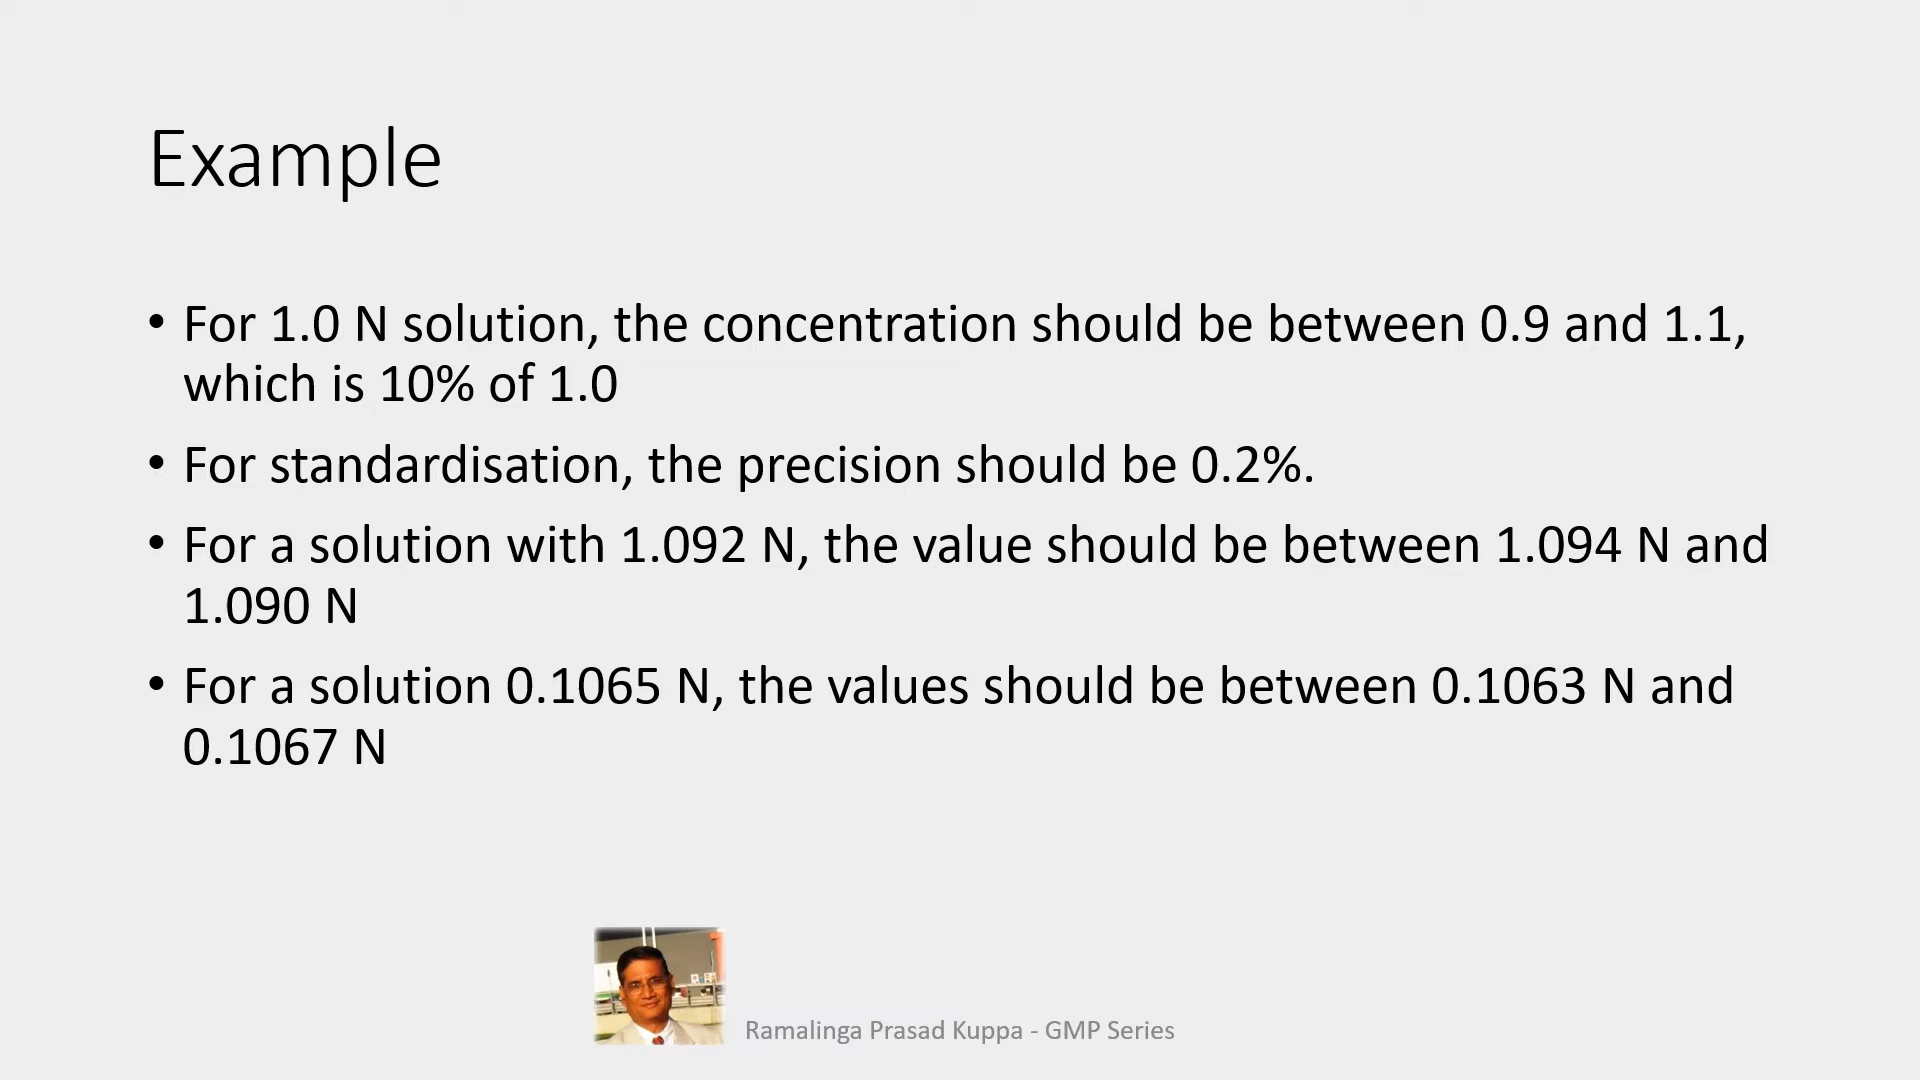 Example
• For 1.0 N solution, the concentration should be between 0.9 and 1.1,
which is 10% of 1.0
• For standardisation, the precision should be 0.2%.
• For a solution with 1.092 N, the value should be between 1.094 N and
1.090 N
• For a solution 0.1065 N, the values should be between 0.1063 N and
0.1067 N
Ramalinga Prasad Kuppa - GMP Series